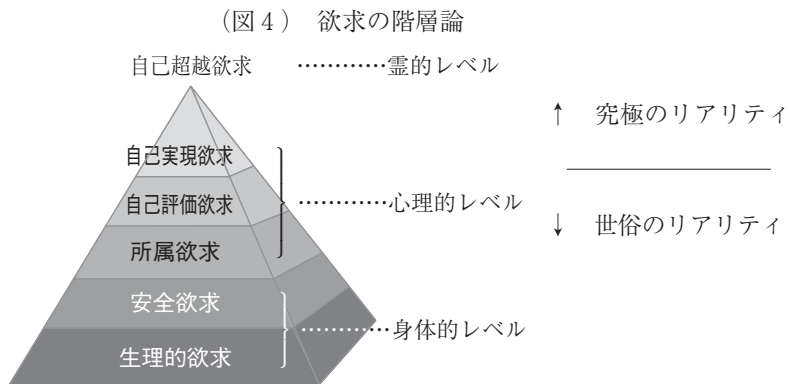 (図4) 欲求の階層論
自己超越欲求 …………霊的レベル
↑ 究極のリアリティ
自己実現欲求
自己評価欲求 …………心理的レベル
↓ 世俗のリアリティ
所属欲求
安全欲求
…………身体的レベル
生理的欲求